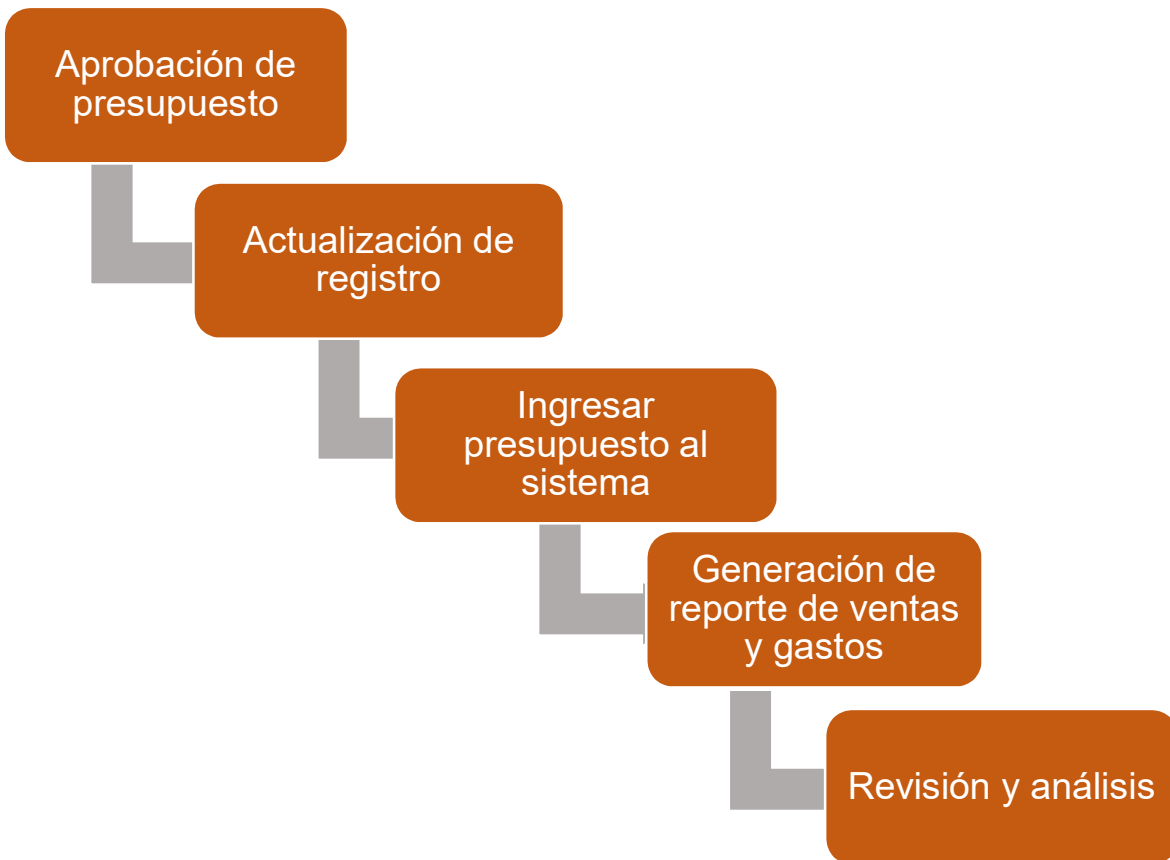 Aprobación de
presupuesto
Actualización de
registro
Ingresar
presupuesto al
sistema
Generación de
reporte de ventas
y gastos
Revisión y análisis